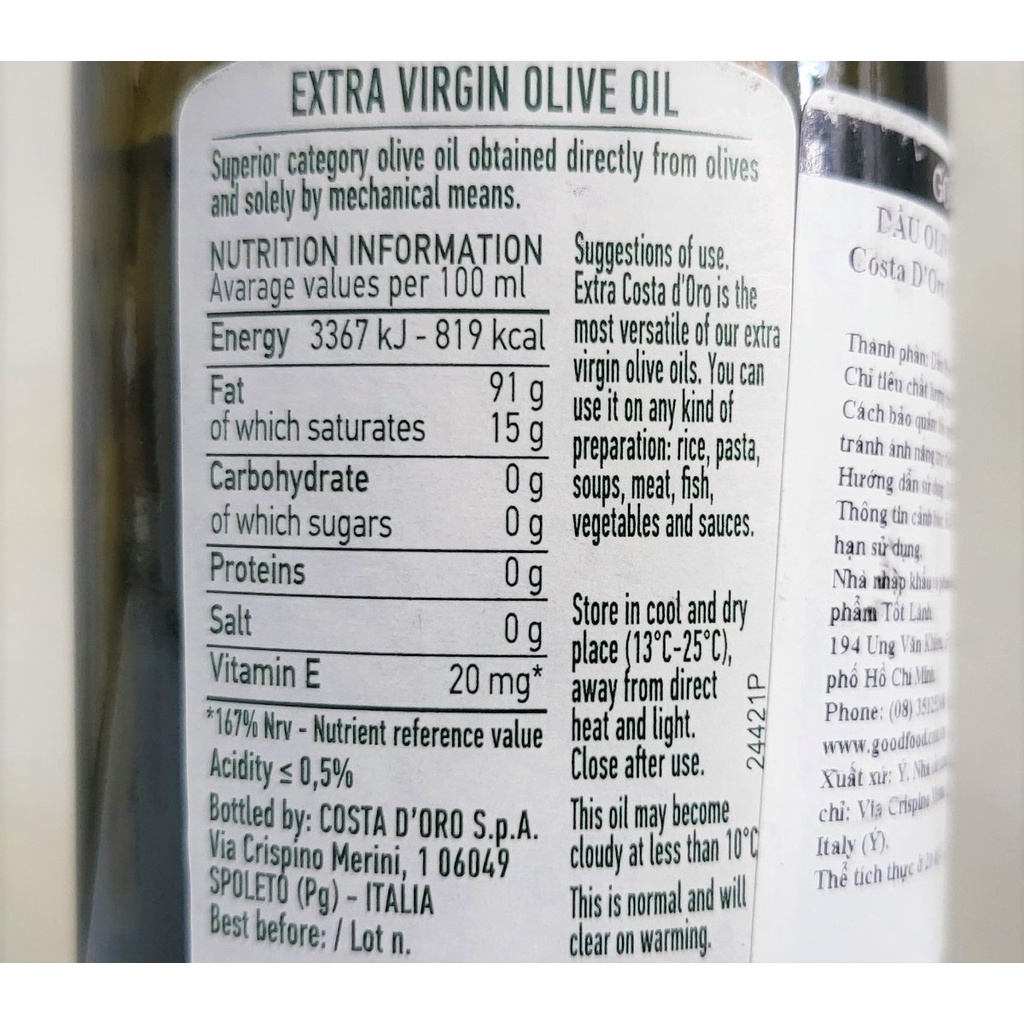 EXTRA VIRGIN OLIVE OIL
Superior category olive oil obtained directly from olives
and solely by mechanical means.
NUTRITION INFORMATION
Avarage values per 100 ml
Energy 3367 kJ - 819 kcal
Fat 91 g
of which saturates 15 g
Carbohydrate 0 g
of which sugars 0 g
Proteins 0 g
Salt 0 g
Vitamin E 20 mg*
*167% Nrv - Nutrient reference value
Acidity ≤ 0,5%
Bottled by: COSTA D'ORO S.p.A.
Via Crispino Merini, 1 06049
SPOLETO (Pg) - ITALIA
Best before: / Lot n.
Suggestions of use.
Extra Costa d'Oro is the
most versatile of our extra
virgin olive oils. You can
use it on any kind of
preparation: rice, pasta,
soups, meat, fish,
vegetables and sauces.
Store in cool and dry
place (13°C-25°C),
away from direct
heat and light.
Close after use.
This oil may become
cloudy at less than 10°C
This is normal and will
clear on warming.
24421P
DẦU
Costa
Thành phần:
Chỉ tiêu chất
Cách bảo quản
tránh ánh nắng
Hướng dẫn
Thông tin cảnh
hạn sử dụng.
Nhà nhập khẩu
phẩm Tốt Lành
194 Ung Văn
phố Hồ Chí Minh.
Phone: (08)
Xuất xứ: Ý.
chỉ: Via Crispino
Italy (Ý).
Thể tích thực ở